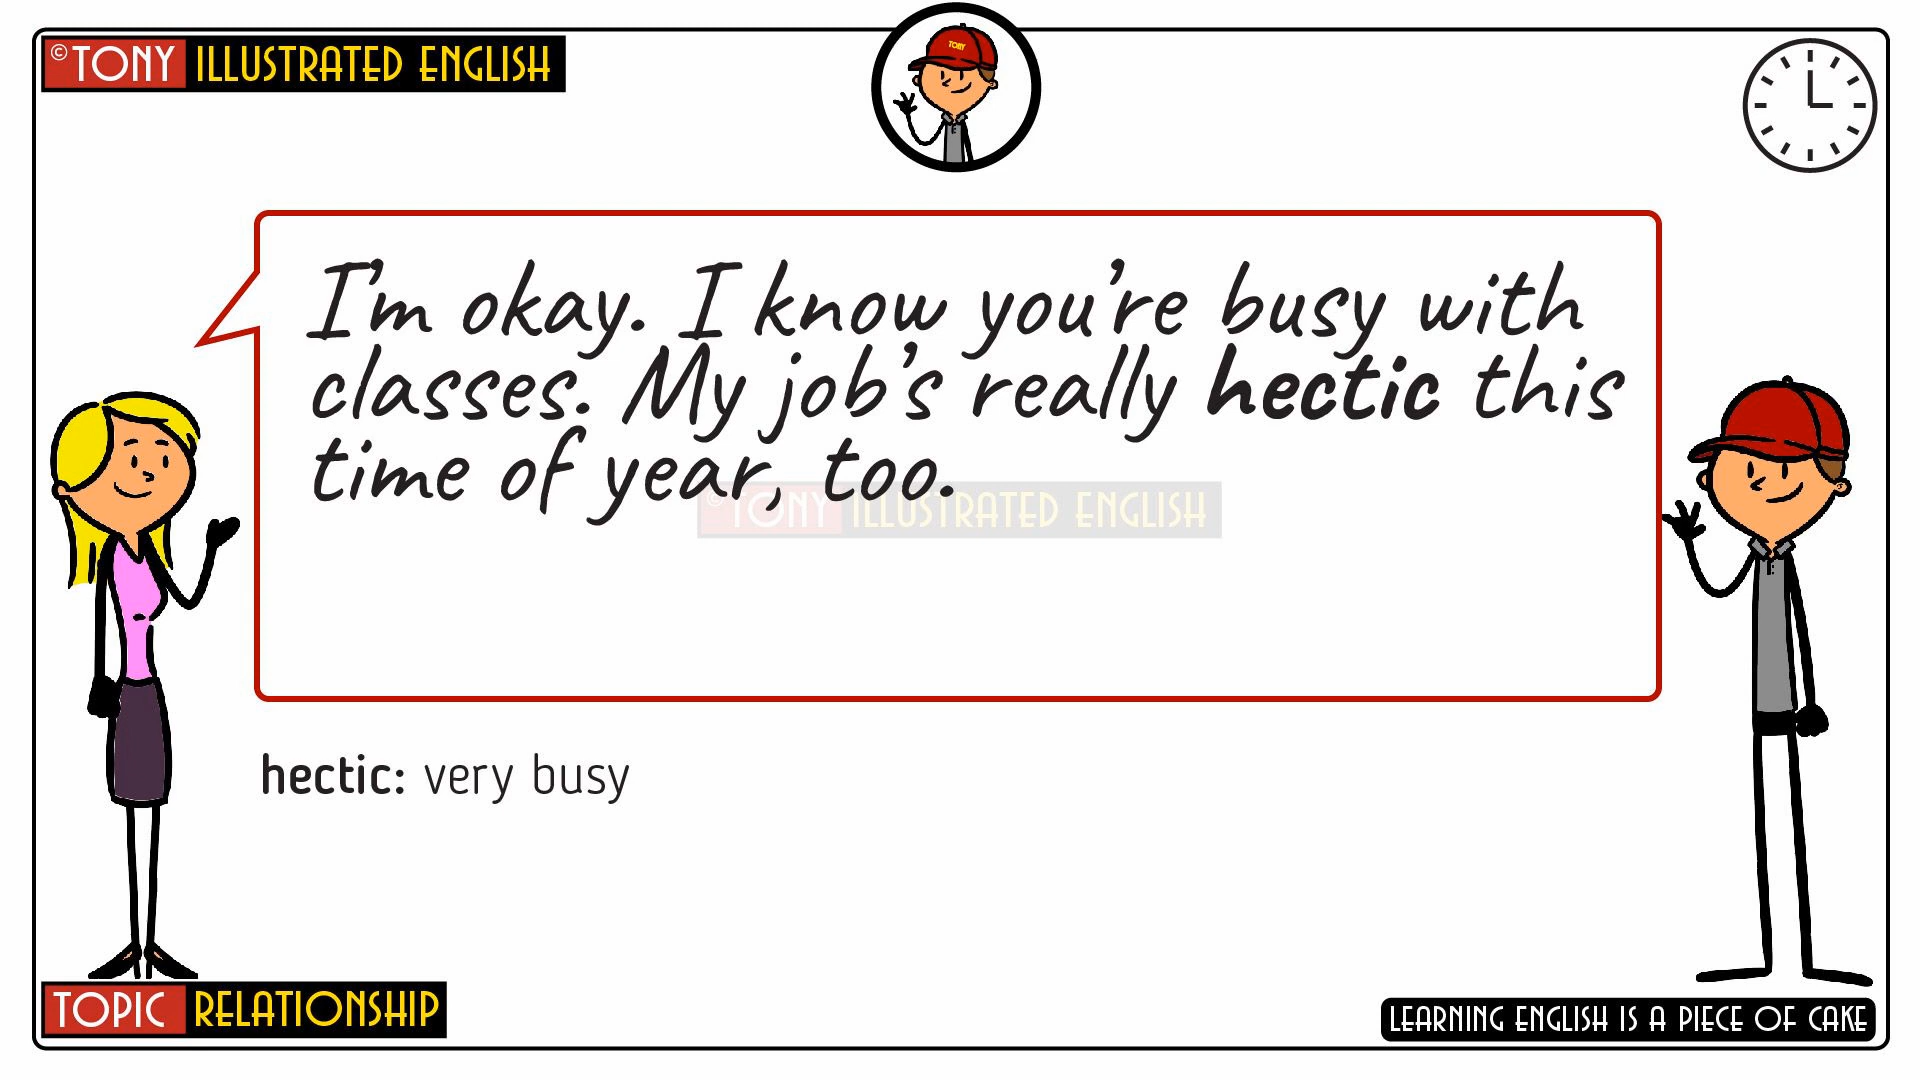 ©TONY ILLUSTRATED ENGLISH
TONY
I'm okay. I know you're busy with
classes. My job's really hectic this
time of year, too.
©TONY ILLUSTRATED ENGLISH
hectic: very busy
TOPIC RELATIONSHIP
LEARNING ENGLISH IS A PIECE OF CAKE